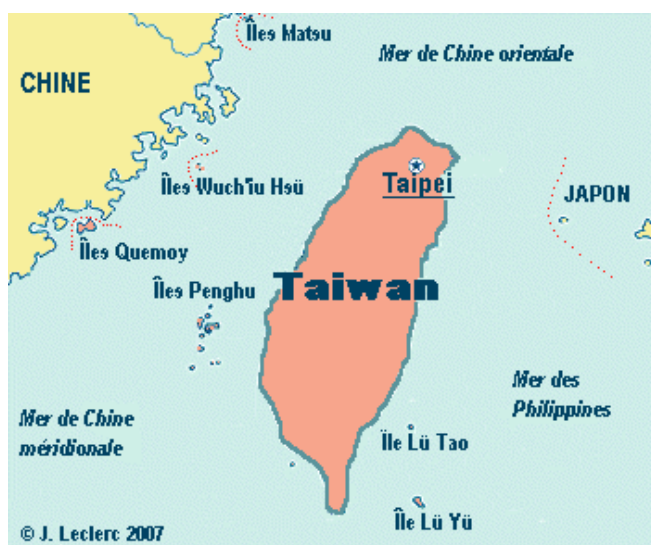 Îles Matsu
Mer de Chine orientale
CHINE
Taipei
Îles Wuch'iu Hsü
JAPON
Îles Quemoy
Îles Penghu
Taiwan
Mer des
Philippines
Mer de Chine
méridionale
Île Lü Tao
Île Lü Yü
© J. Leclerc 2007